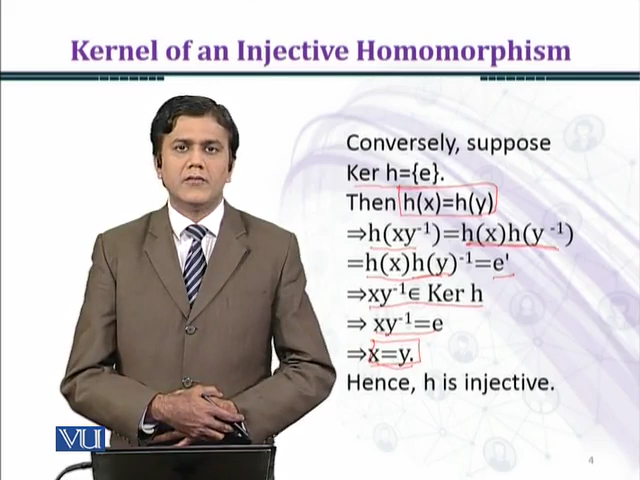 Kernel of an Injective Homomorphism
Conversely, suppose
Ker h={e}.
Then h(x)=h(y)
⇒h(xy⁻¹)=h(x)h(y ⁻¹)
=h(x)h(y)⁻¹=e'
⇒xy⁻¹∈ Ker h
⇒ xy⁻¹=e
⇒x=y.
Hence, h is injective.
VU
4